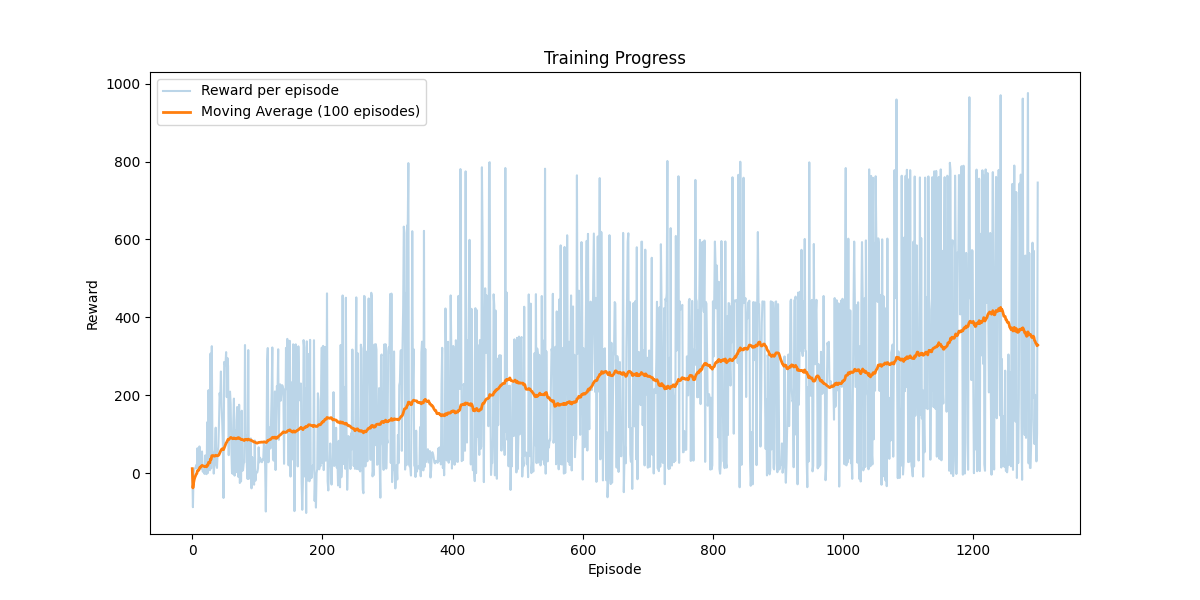 Training Progress
Reward per episode
Moving Average (100 episodes)
1000
800
600
400
200
0
Reward
0 200 400 600 800 1000 1200
Episode